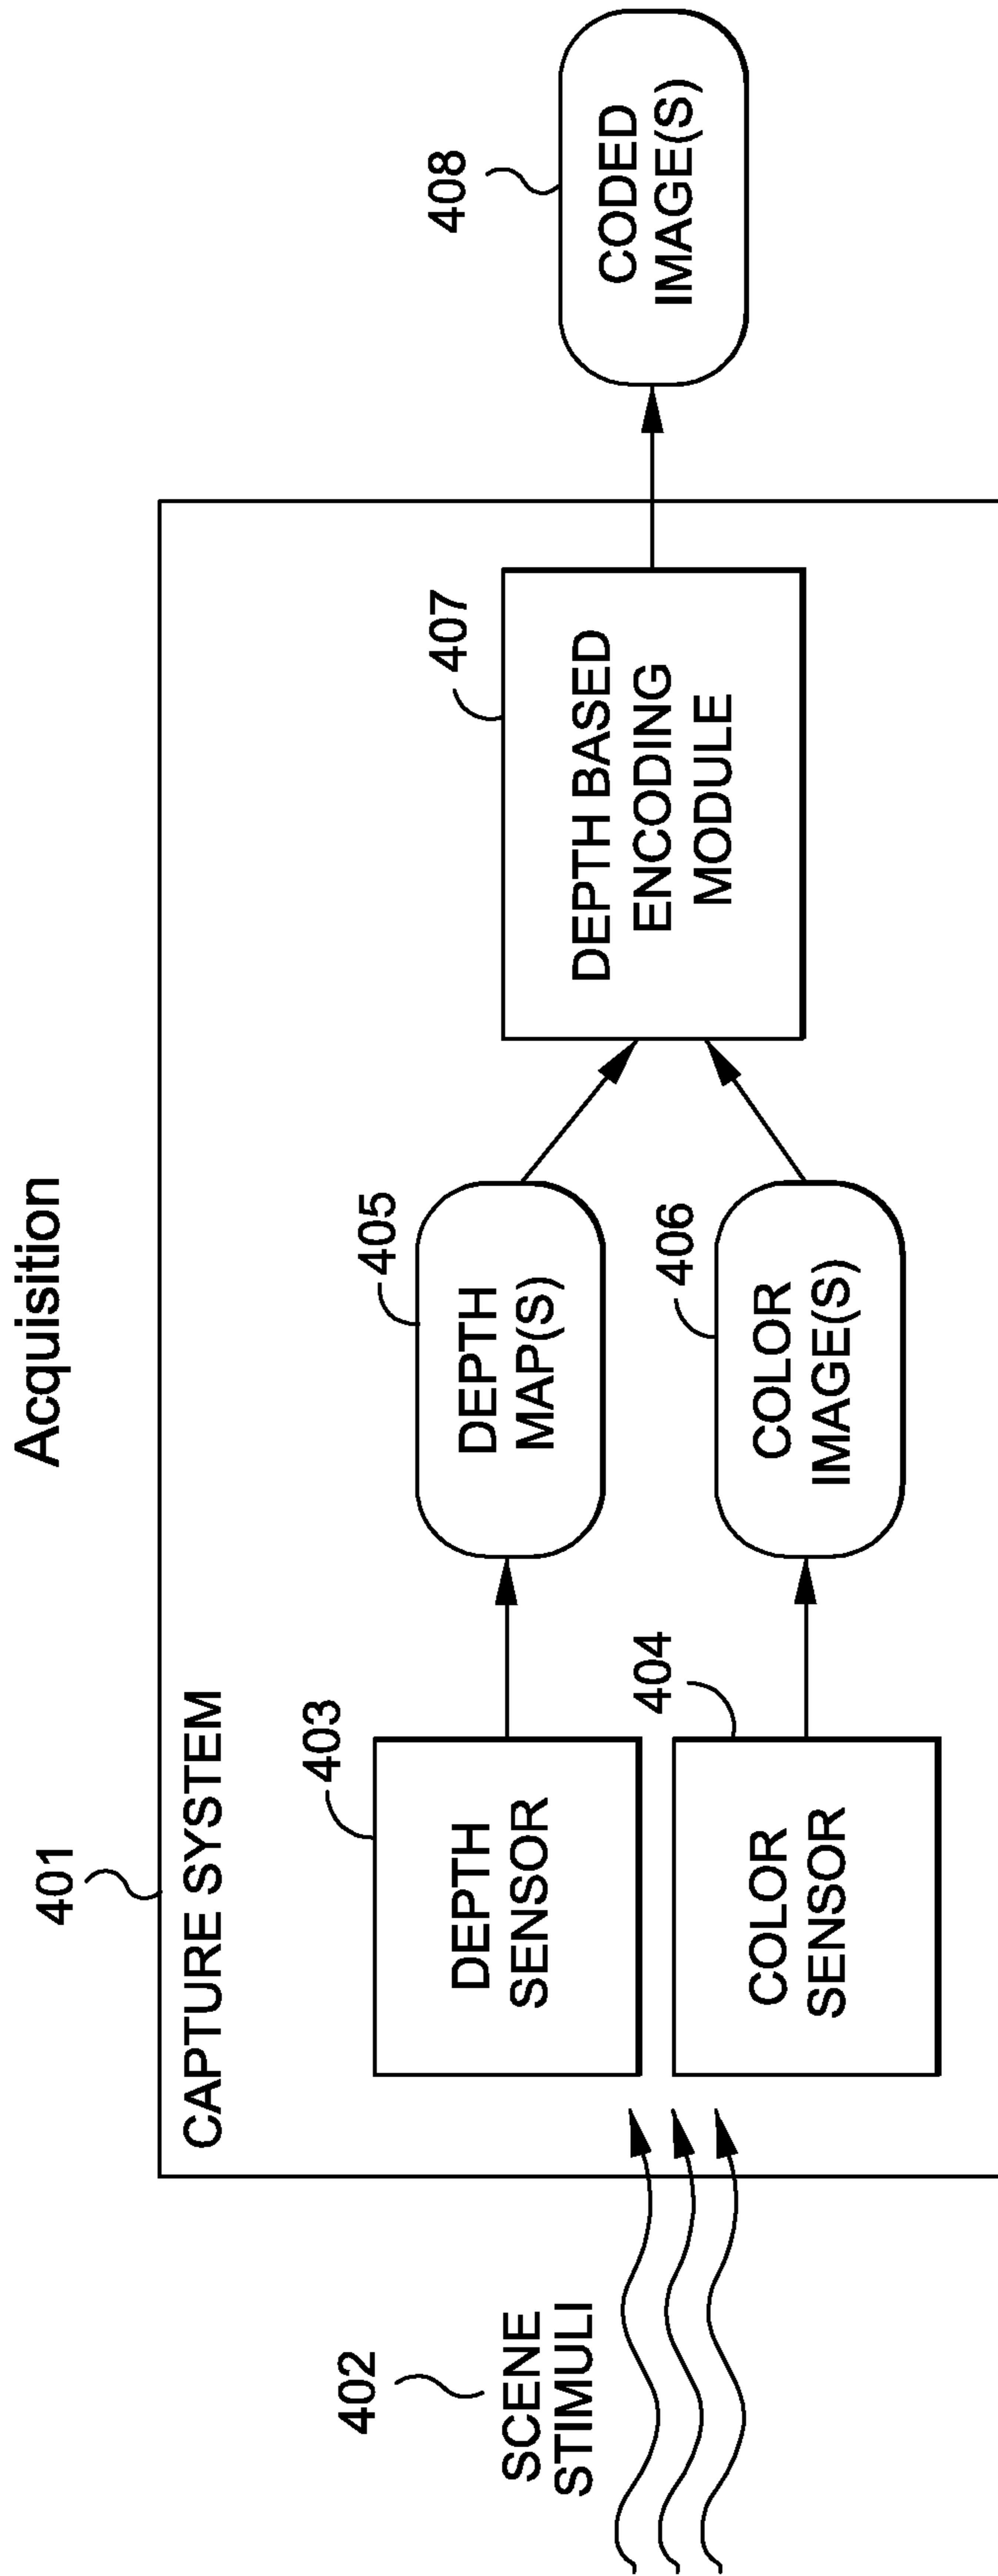 Acquisition
401
CAPTURE SYSTEM
402
SCENE
STIMULI
403
DEPTH
SENSOR
404
COLOR
SENSOR
405
DEPTH
MAP(S)
406
COLOR
IMAGE(S)
407
DEPTH BASED
ENCODING
MODULE
408
CODED
IMAGE(S)